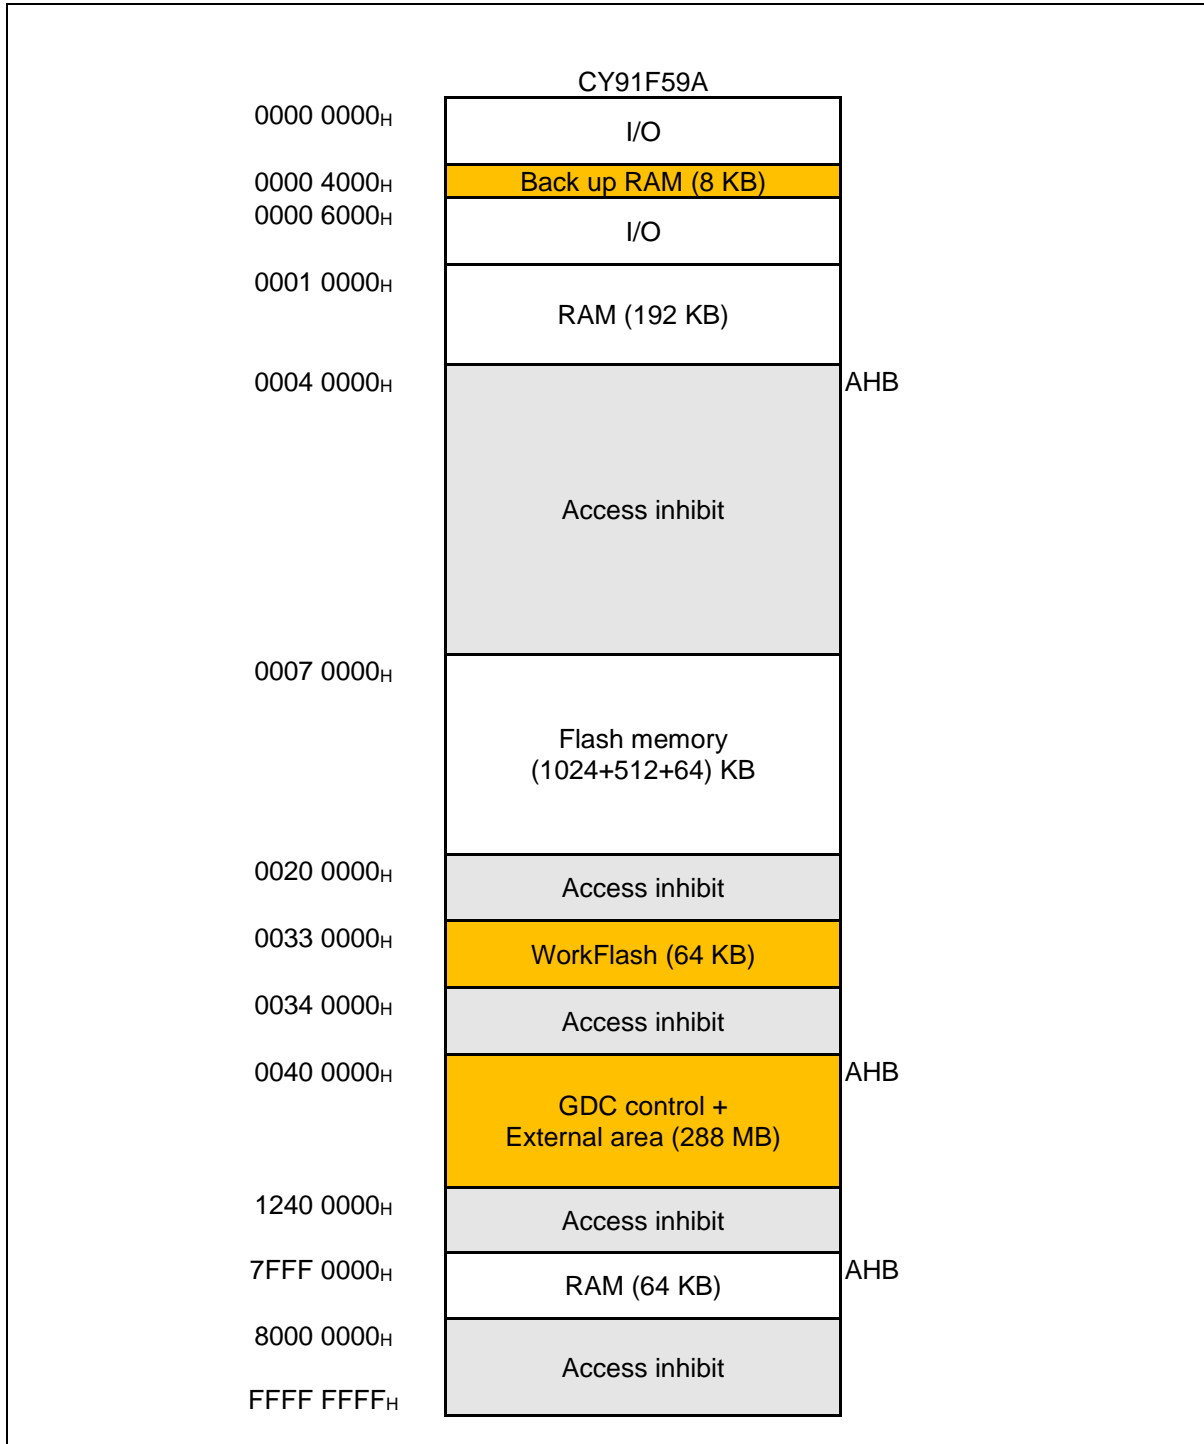 CY91F59A
0000 0000H
I/O
0000 4000H
Back up RAM (8 KB)
0000 6000H
I/O
0001 0000H
RAM (192 KB)
0004 0000H
AHB
Access inhibit
0007 0000H
Flash memory
(1024+512+64) KB
0020 0000H
Access inhibit
0033 0000H
WorkFlash (64 KB)
0034 0000H
Access inhibit
0040 0000H
AHB
GDC control +
External area (288 MB)
1240 0000H
Access inhibit
7FFF 0000H
AHB
RAM (64 KB)
8000 0000H
Access inhibit
FFFF FFFFH